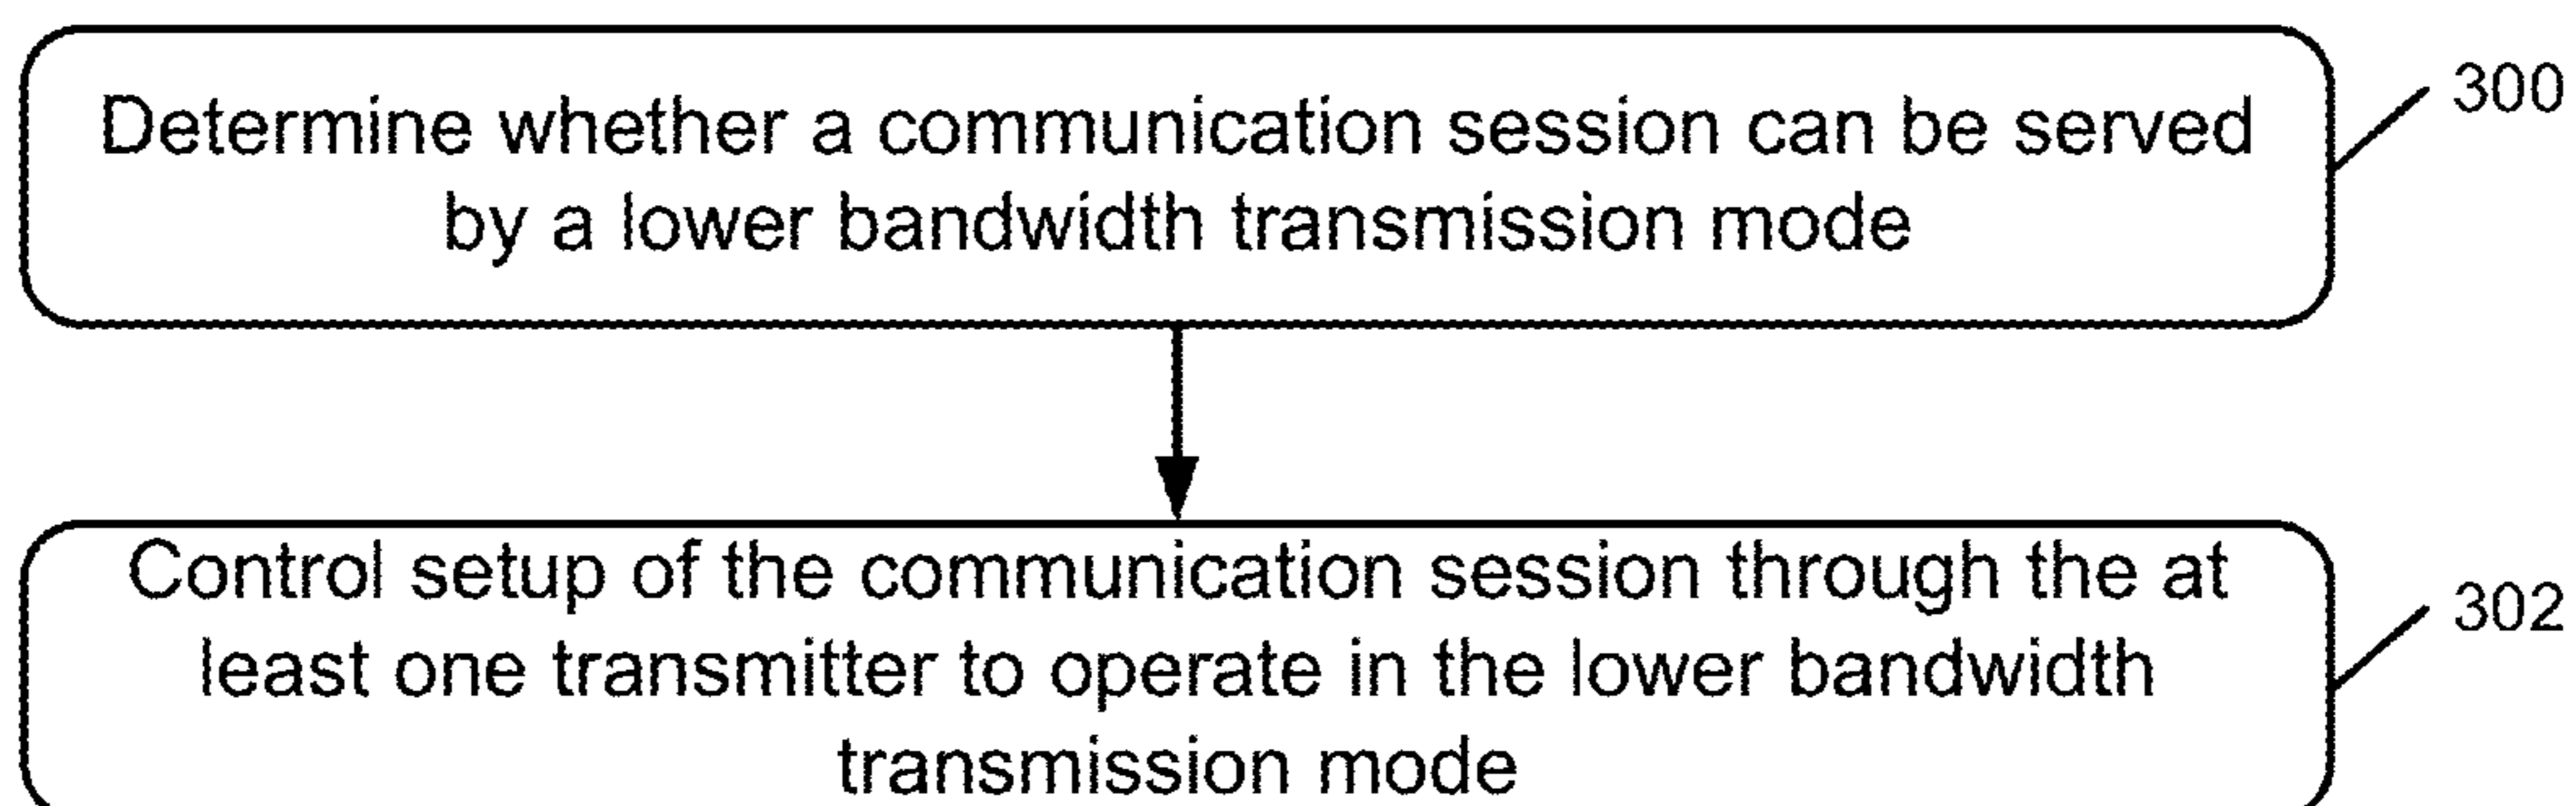 Determine whether a communication session can be served
by a lower bandwidth transmission mode
300
Control setup of the communication session through the at
least one transmitter to operate in the lower bandwidth
transmission mode
302